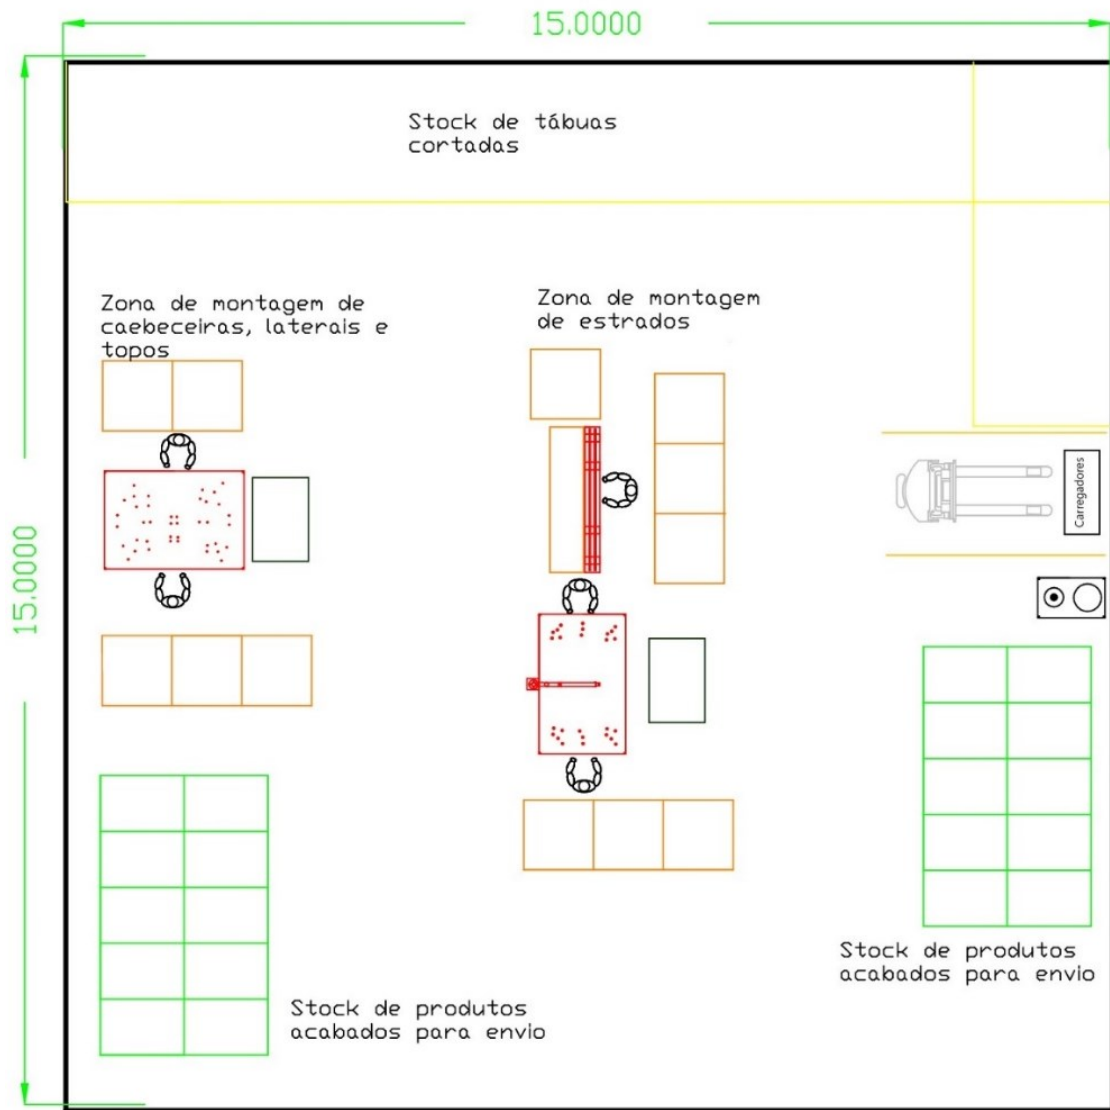 15.0000
Stock de tábuas
cortadas
Zona de montagem de
caebeceiras, laterais e
topos
Zona de montagem
de estrados
Carregadores
15.0000
Stock de produtos
acabados para envio
Stock de produtos
acabados para envio